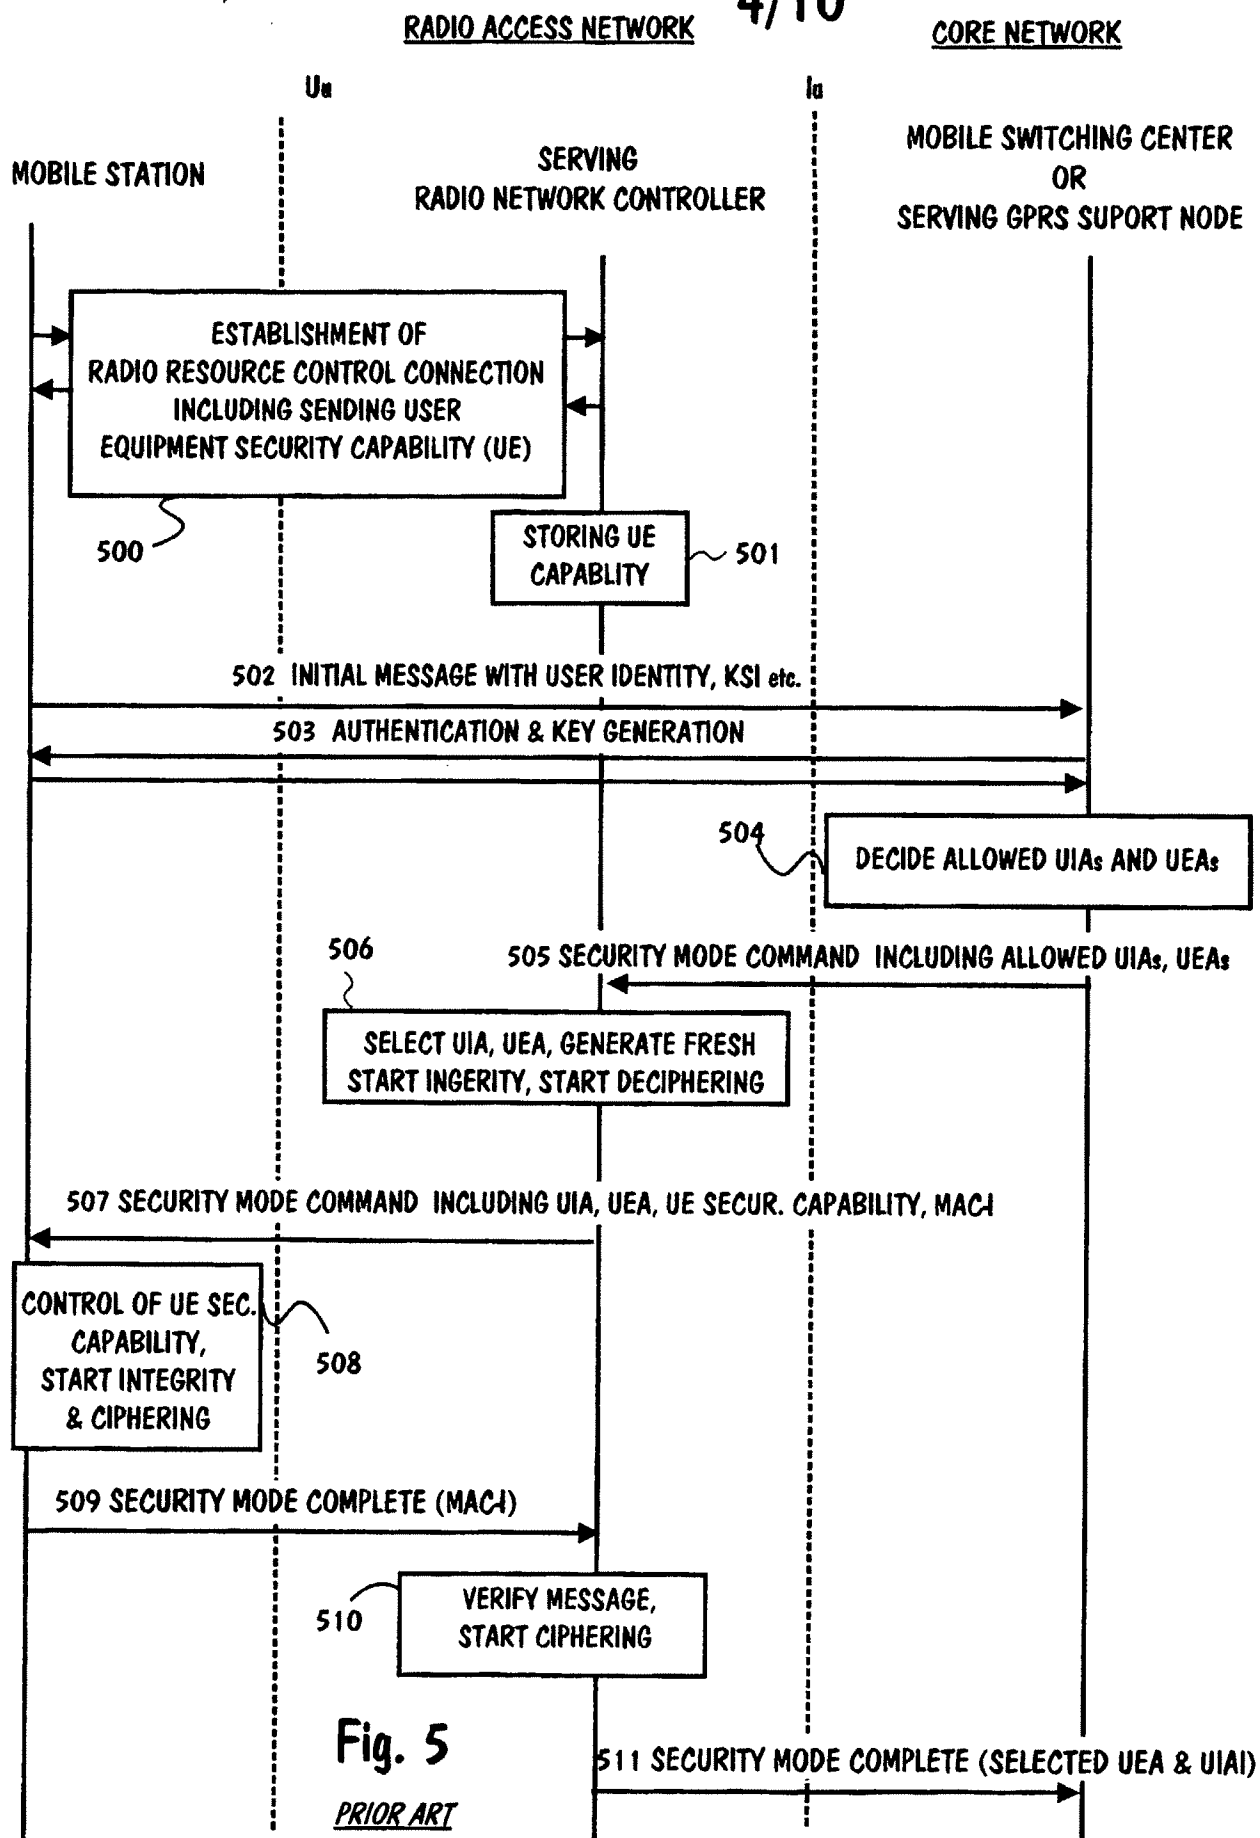 4/10
RADIO ACCESS NETWORK
CORE NETWORK
Uu
Iu
MOBILE STATION
SERVING
RADIO NETWORK CONTROLLER
MOBILE SWITCHING CENTER
OR
SERVING GPRS SUPORT NODE
ESTABLISHMENT OF
RADIO RESOURCE CONTROL CONNECTION
INCLUDING SENDING USER
EQUIPMENT SECURITY CAPABILITY (UE)
500
STORING UE
CAPABLITY
501
502 INITIAL MESSAGE WITH USER IDENTITY, KSI etc.
503 AUTHENTICATION & KEY GENERATION
504
DECIDE ALLOWED UIAs AND UEAs
505 SECURITY MODE COMMAND INCLUDING ALLOWED UIAs, UEAs
506
SELECT UIA, UEA, GENERATE FRESH
START INGERITY, START DECIPHERING
507 SECURITY MODE COMMAND INCLUDING UIA, UEA, UE SECUR. CAPABILITY, MAC-I
CONTROL OF UE SEC.
CAPABILITY,
START INTEGRITY
& CIPHERING
508
509 SECURITY MODE COMPLETE (MAC-I)
510
VERIFY MESSAGE,
START CIPHERING
511 SECURITY MODE COMPLETE (SELECTED UEA & UIAI)
Fig. 5
PRIOR ART